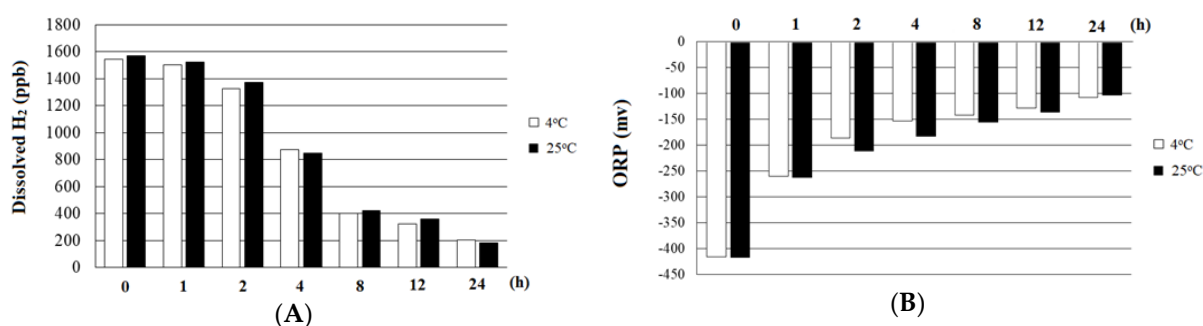 Dissolved H₂ (ppb)
1800
1600
1400
1200
1000
800
600
400
200
0
0 1 2 4 8 12 24 (h)
4°C
25°C
(A)
ORP (mv)
0 1 2 4 8 12 24 (h)
0
-50
-100
-150
-200
-250
-300
-350
-400
-450
4°C
25°C
(B)